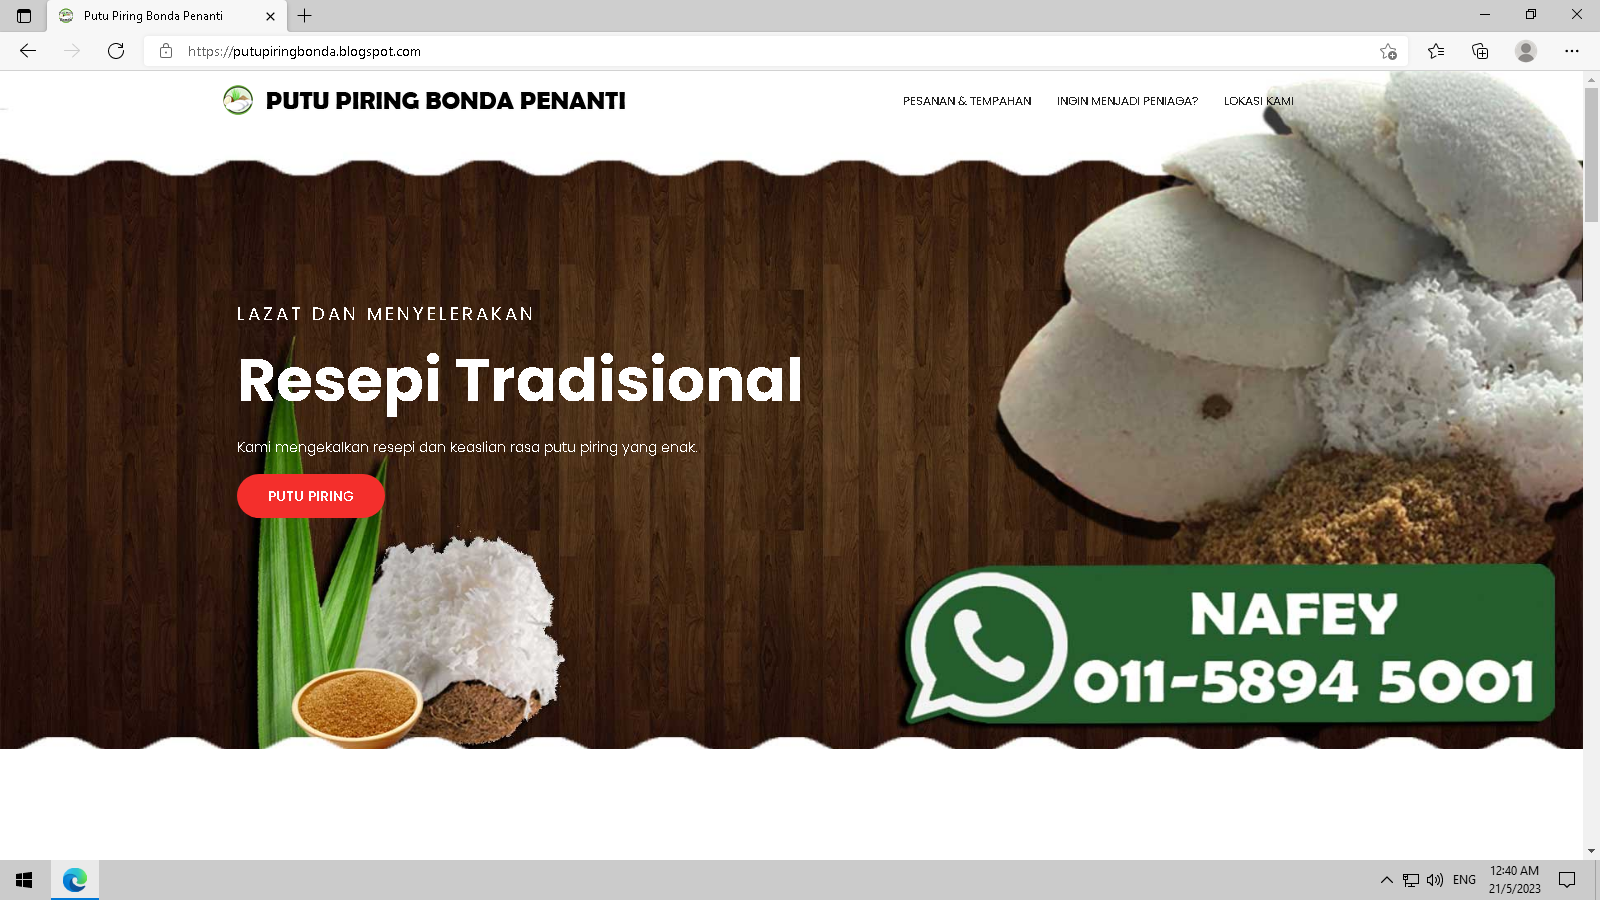 Putu Piring Bonda Penanti
https://putupiringbonda.blogspot.com
PUTU PIRING BONDA PENANTI
PESANAN & TEMPAHAN
INGIN MENJADI PENIAGA?
LOKASI KAMI
LAZAT DAN MENYELERAKAN
Resepi Tradisional
Kami mengekalkan resepi dan keaslian rasa putu piring yang enak.
PUTU PIRING
NAFEY
011-5894 5001
ENG
12:40 AM
21/5/2023